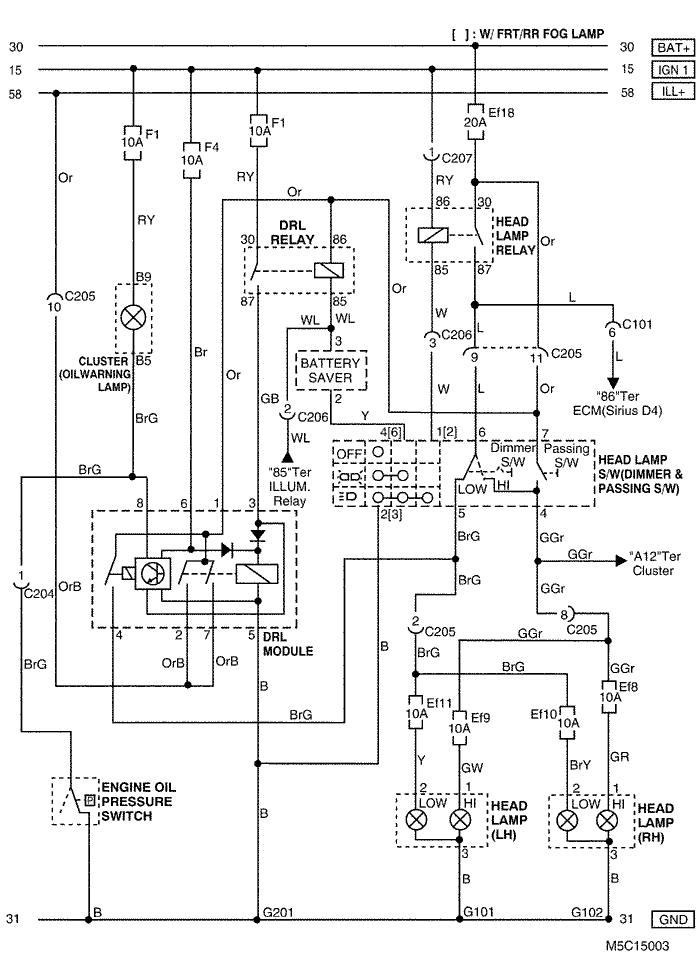 [ ] : W/ FRT/RR FOG LAMP
30 30 BAT+
15 15 IGN 1
58 58 ILL+
Ef18
20A
F1
10A
F4
10A
F1
10A
1 C207
Or
RY
RY
Or
RY
86 30
HEAD
LAMP
RELAY
85 87
Or
DRL
RELAY
30 86
87 85
B9
C205
10
CLUSTER
(OILWARNING
LAMP)
B5
Or
W
L
L
C101
6
L
C206
3
WL WL
3
BATTERY
SAVER
2
Br
Or
9 11 C205
"86"Ter
ECM(Sirius D4)
W
L
Or
GB
2 C206
WL
Y
BrG
"85"Ter
ILLUM.
Relay
4[6] 1[2] 6 7
OFF
Dimmer
S/W
Passing
S/W
LOW HI
HEAD LAMP
S/W(DIMMER &
PASSING S/W)
2[3] 5 4
BrG
8 6 1 3
BrG
GGr
GGr
"A12"Ter
Cluster
1
C204
OrB
BrG
GGr
8
C205
2
C205
4 2 7 5
DRL
MODULE
B
GGr
BrG
OrB OrB
BrG
BrG
GGr
B
BrG
Ef11
10A
Ef9
10A
Ef10
10A
Ef8
10A
Y
GW
BrY
GR
ENGINE OIL
PRESSURE
SWITCH
P
B
2 1
LOW HI
HEAD
LAMP
(LH)
3
2 1
LOW HI
HEAD
LAMP
(RH)
3
B
B
31 B G201 G101 G102 31 GND
M5C15003